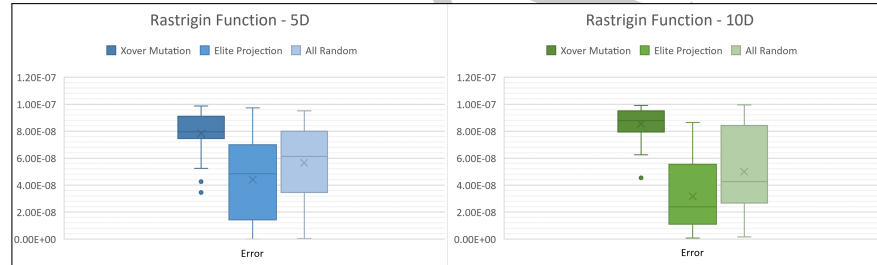 Rastrigin Function - 5D
Xover Mutation Elite Projection All Random
1.20E-07
1.00E-07
8.00E-08
6.00E-08
4.00E-08
2.00E-08
0.00E+00
Error
Rastrigin Function - 10D
Xover Mutation Elite Projection All Random
1.20E-07
1.00E-07
8.00E-08
6.00E-08
4.00E-08
2.00E-08
0.00E+00
Error